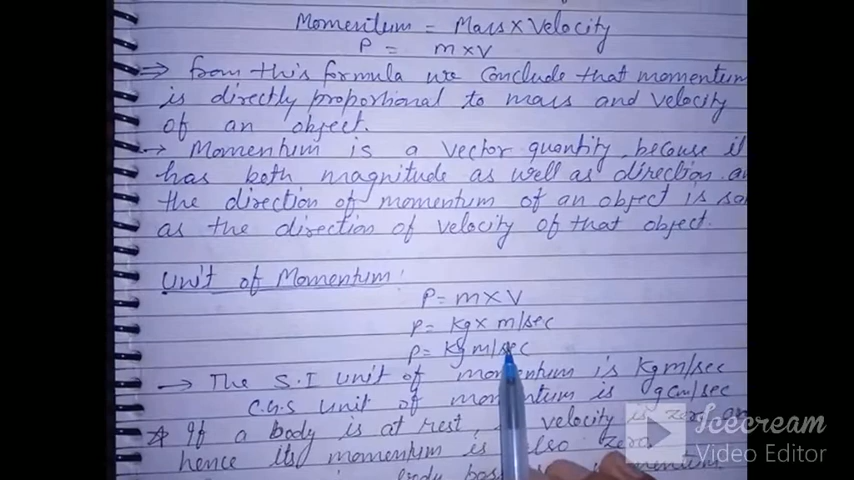 Momentum = Mass x Velocity
P = m x v
⇒ from this formula we conclude that momentum
is directly proportional to mass and velocity
of an object.
→ Momentum is a vector quantity because it
has both magnitude as well as direction
the direction of momentum of an object is
as the direction of velocity of that object.
Unit of Momentum:
P = m x v
P = Kg x m/sec
P = Kg m/sec
→ The S.I unit of momentum is Kg m/sec
C.G.S unit of momentum is g cm/sec
☆ If a body is at rest, velocity is zero
hence its momentum is also zero
body
Icecream
Video Editor